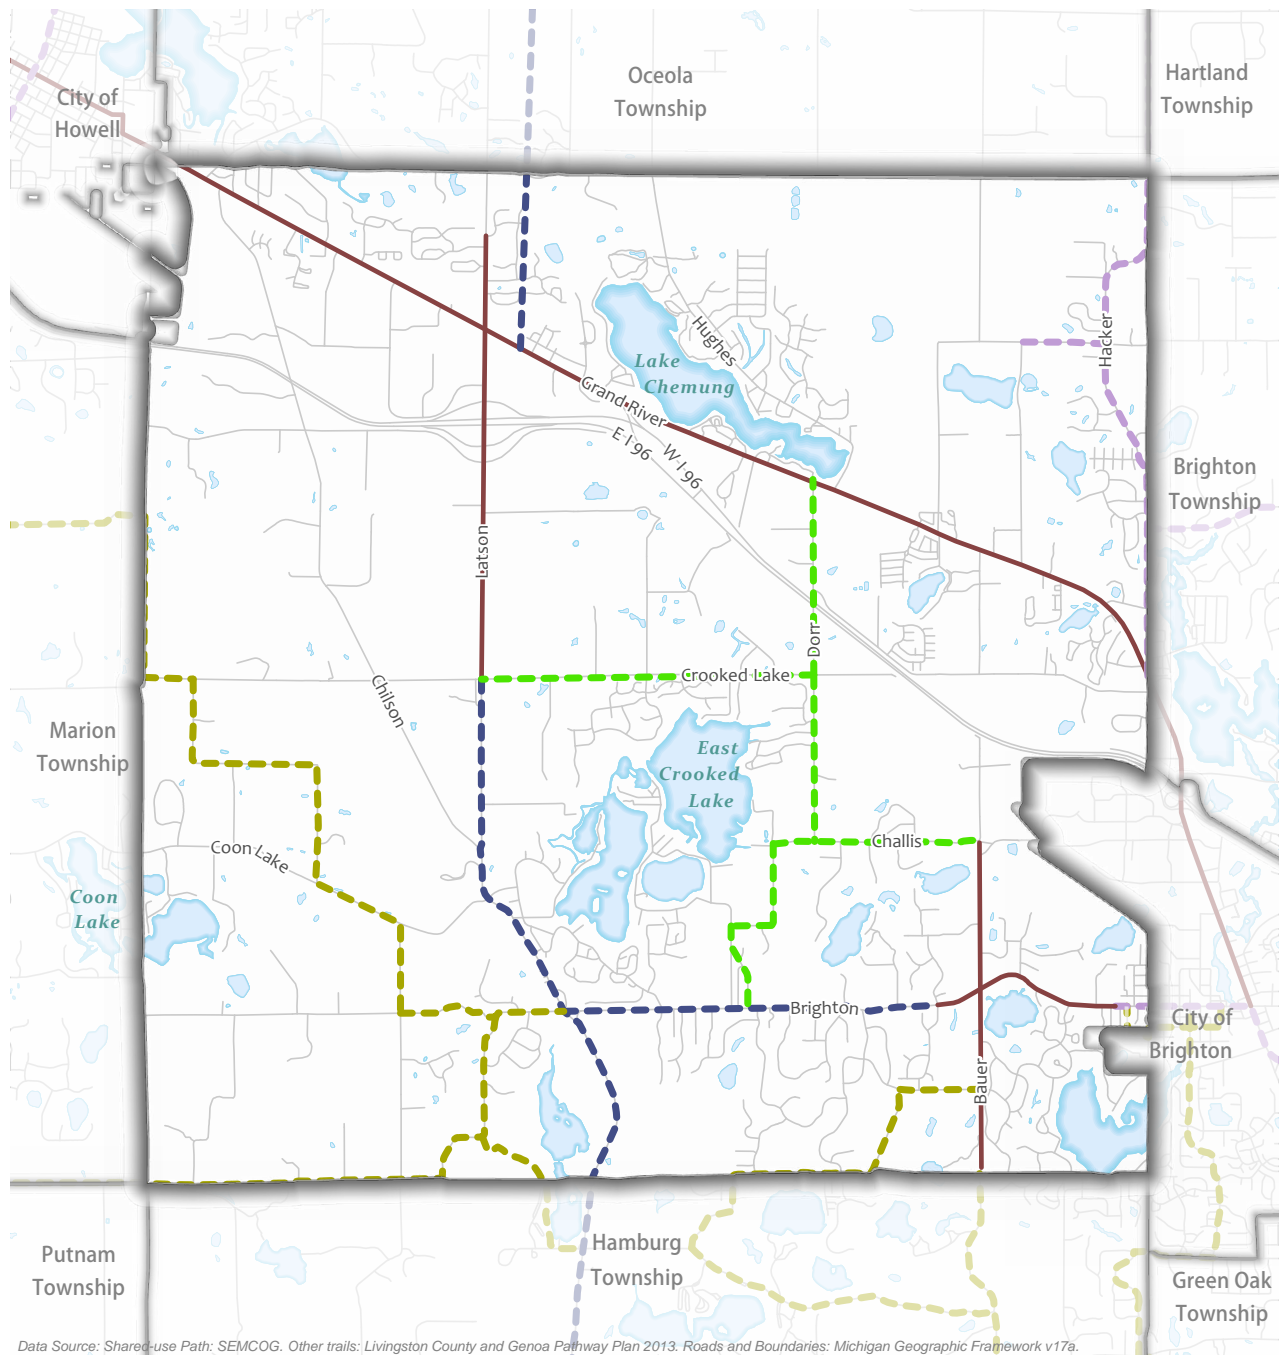 Oceola
Township
Hartland
Township
City of
Howell
Hughes
Hacker
Lake
Chemung
Grand River
E I 96
W I 96
Brighton
Township
Latson
Dorr
Crooked Lake
Chilson
Marion
Township
East
Crooked
Lake
Challis
Coon Lake
Coon
Lake
Brighton
City of
Brighton
Bauer
Hamburg
Township
Putnam
Township
Green Oak
Township
Data Source: Shared-use Path: SEMCOG. Other trails: Livingston County and Genoa Pathway Plan 2013. Roads and Boundaries: Michigan Geographic Framework v17a.